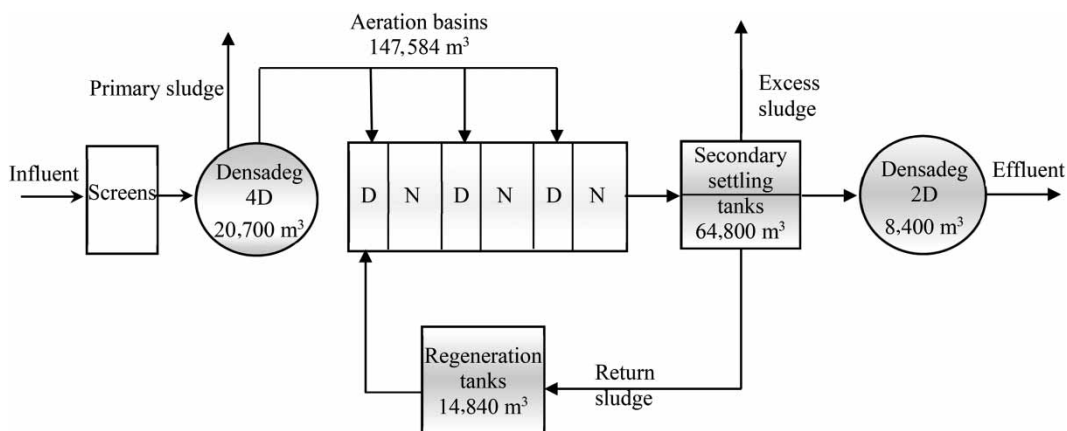 Aeration basins
147,584 m³
Primary sludge
Excess
sludge
Influent
Screens
Densadeg
4D
20,700 m³
D N D N D N
Secondary
settling
tanks
64,800 m³
Densadeg
2D
8,400 m³
Effluent
Regeneration
tanks
14,840 m³
Return
sludge